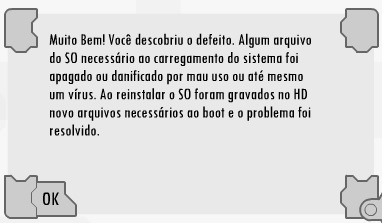 Muito Bem! Você descobriu o defeito. Algum arquivo
do SO necessário ao carregamento do sistema foi
apagado ou danificado por mau uso ou até mesmo
um vírus. Ao reinstalar o SO foram gravados no HD
novo arquivos necessários ao boot e o problema foi
resolvido.
OK